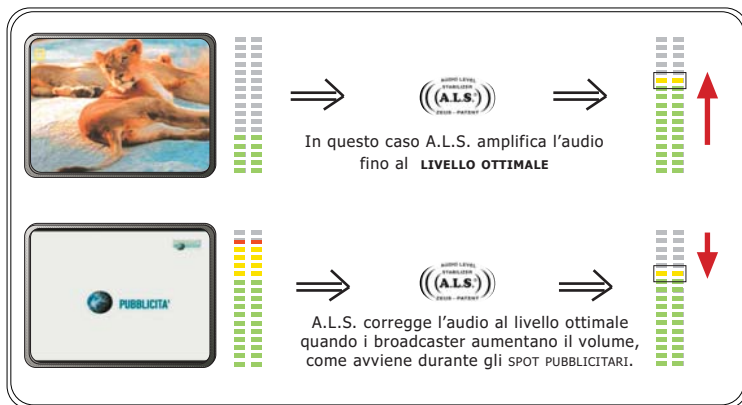 AUDIO LEVEL
STABILIZER
(A.L.S.)
ZEUS - PATENT
In questo caso A.L.S. amplifica l'audio
fino al LIVELLO OTTIMALE
PUBBLICITA'
AUDIO LEVEL
STABILIZER
(A.L.S.)
ZEUS - PATENT
A.L.S. corregge l'audio al livello ottimale
quando i broadcaster aumentano il volume,
come avviene durante gli SPOT PUBBLICITARI.